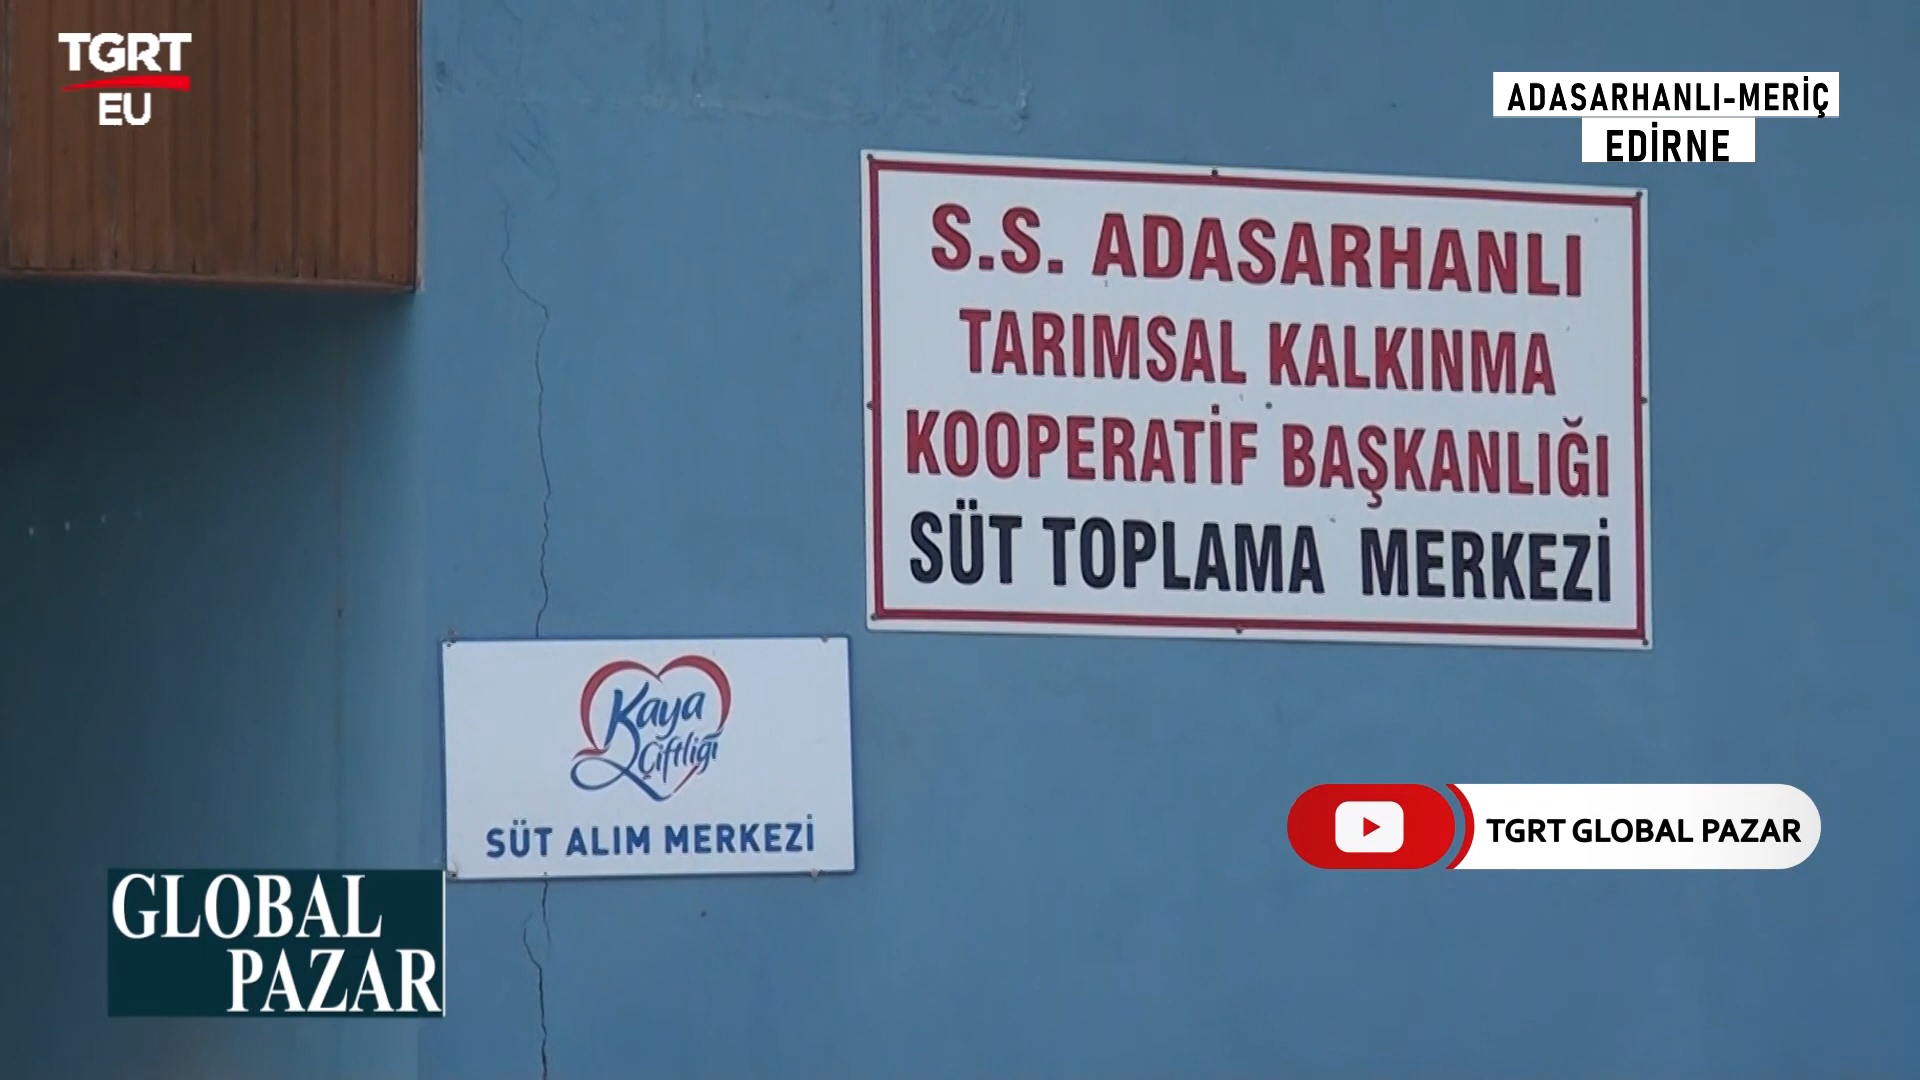 TGRT
EU
ADASARHANLI-MERİÇ
EDİRNE
S.S. ADASARHANLI
TARIMSAL KALKINMA
KOOPERATİF BAŞKANLIĞI
SÜT TOPLAMA MERKEZİ
Kaya
Çiftliği
SÜT ALIM MERKEZİ
TGRT GLOBAL PAZAR
GLOBAL
PAZAR